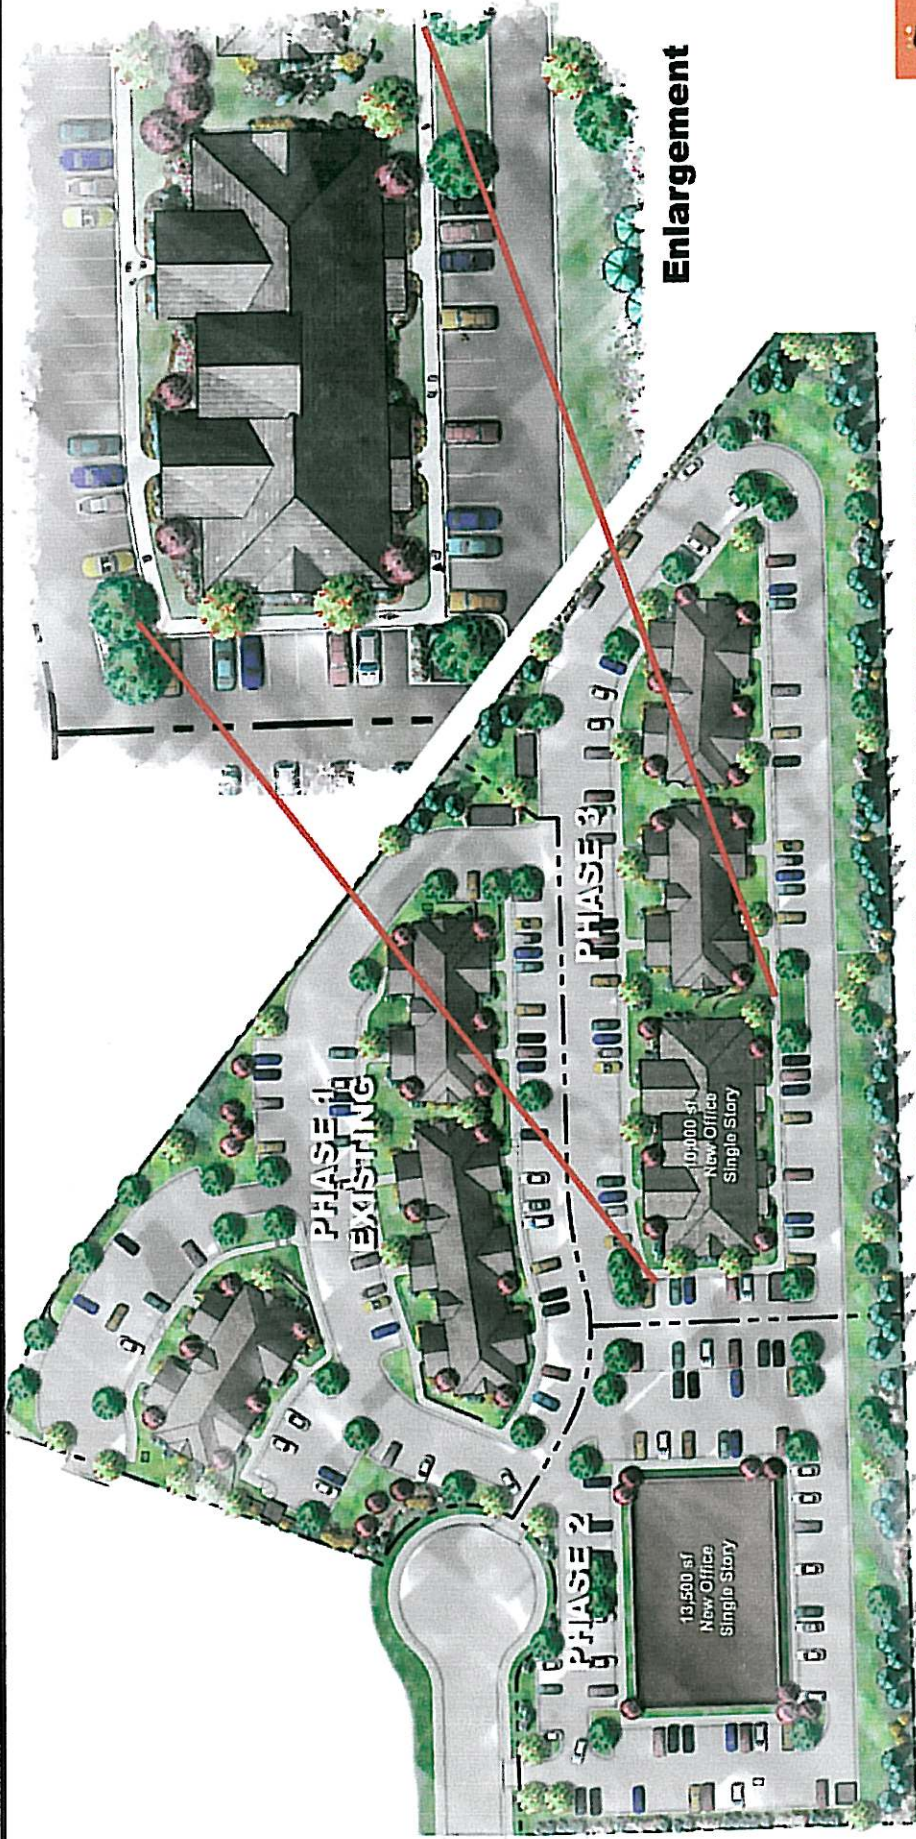 Enlargement
PHASE 1
EXISTING
PHASE 3
10,000 sf
New Office
Single Story
PHASE 2
13,500 sf
New Office
Single Story